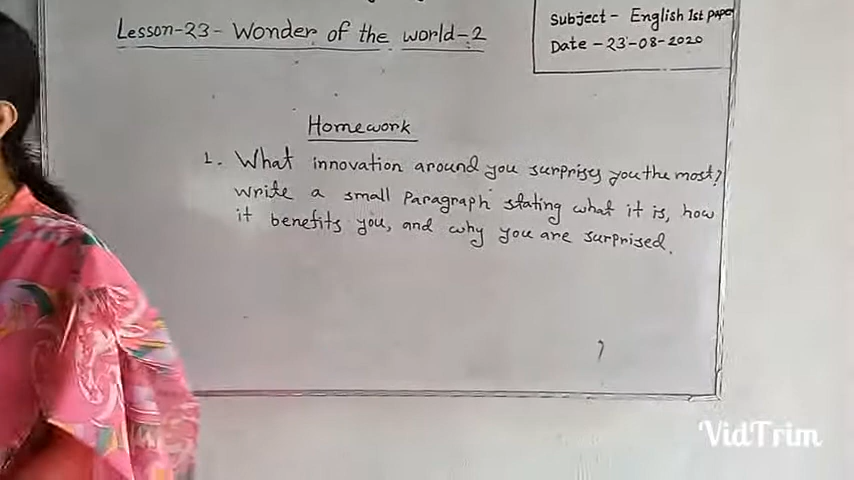 Lesson-23- Wonder of the world-2
Subject - English 1st paper
Date - 23-08-2020
Homework
1. What innovation around you surprises you the most?
write a small paragraph stating what it is, how
it benefits you, and why you are surprised.
VidTrim